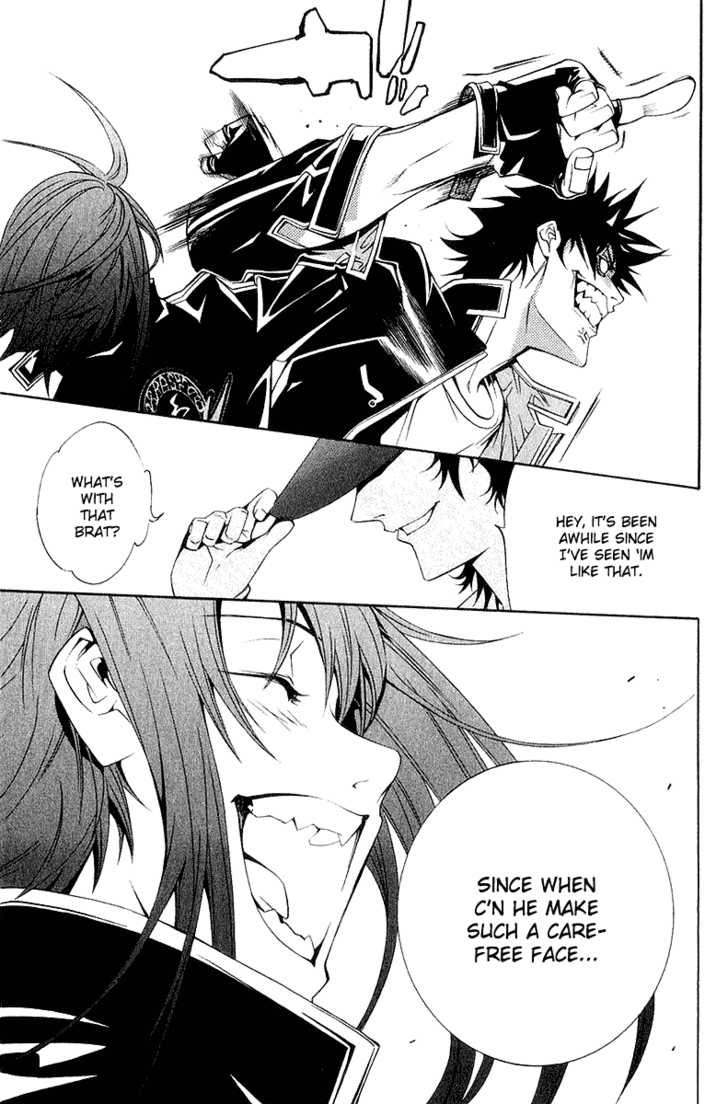 HEY, IT'S BEEN
AWHILE SINCE
I'VE SEEN 'IM
LIKE THAT.
WHAT'S
WITH
THAT
BRAT?
SINCE WHEN
C'N HE MAKE
SUCH A CARE-
FREE FACE...